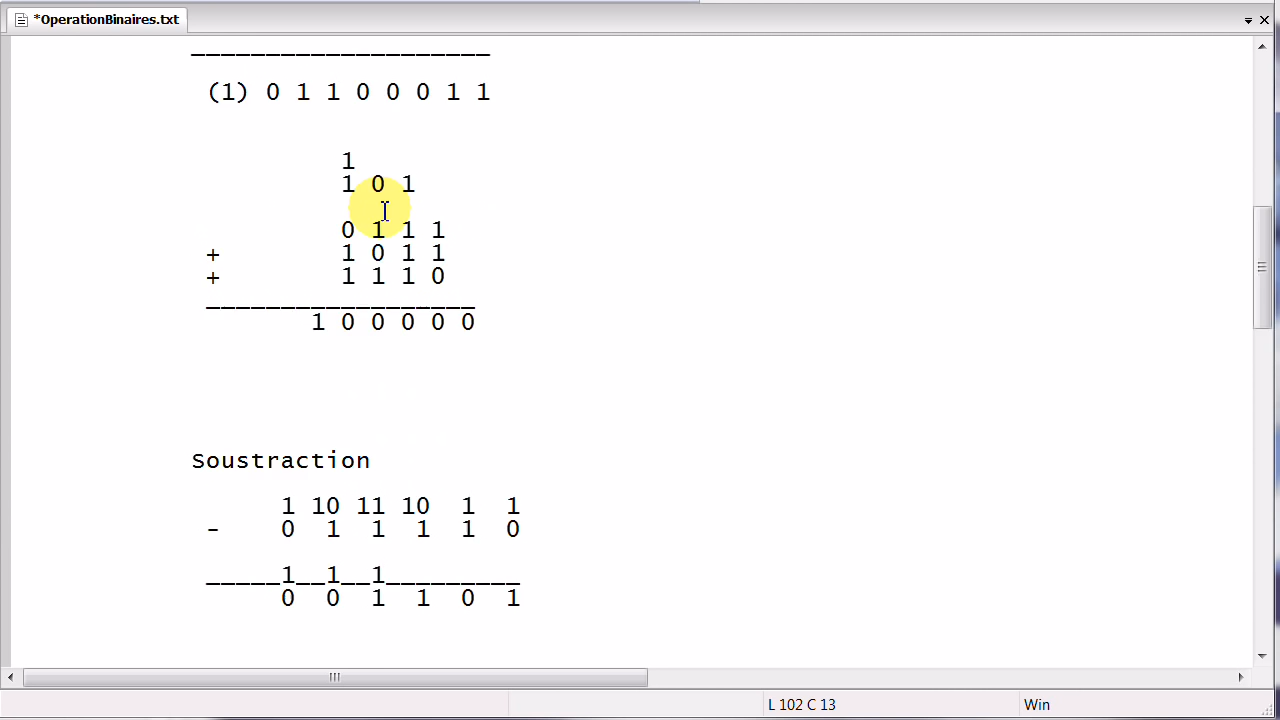 *OperationBinaires.txt
___________________
(1) 0 1 1 0 0 0 1 1
1
1 0 1
0 1 1 1
+ 1 0 1 1
+ 1 1 1 0
__________________
1 0 0 0 0 0
Soustraction
1 10 11 10 1 1
- 0 1 1 1 1 0
_____1__1__1_________
0 0 1 1 0 1
L 102 C 13 Win